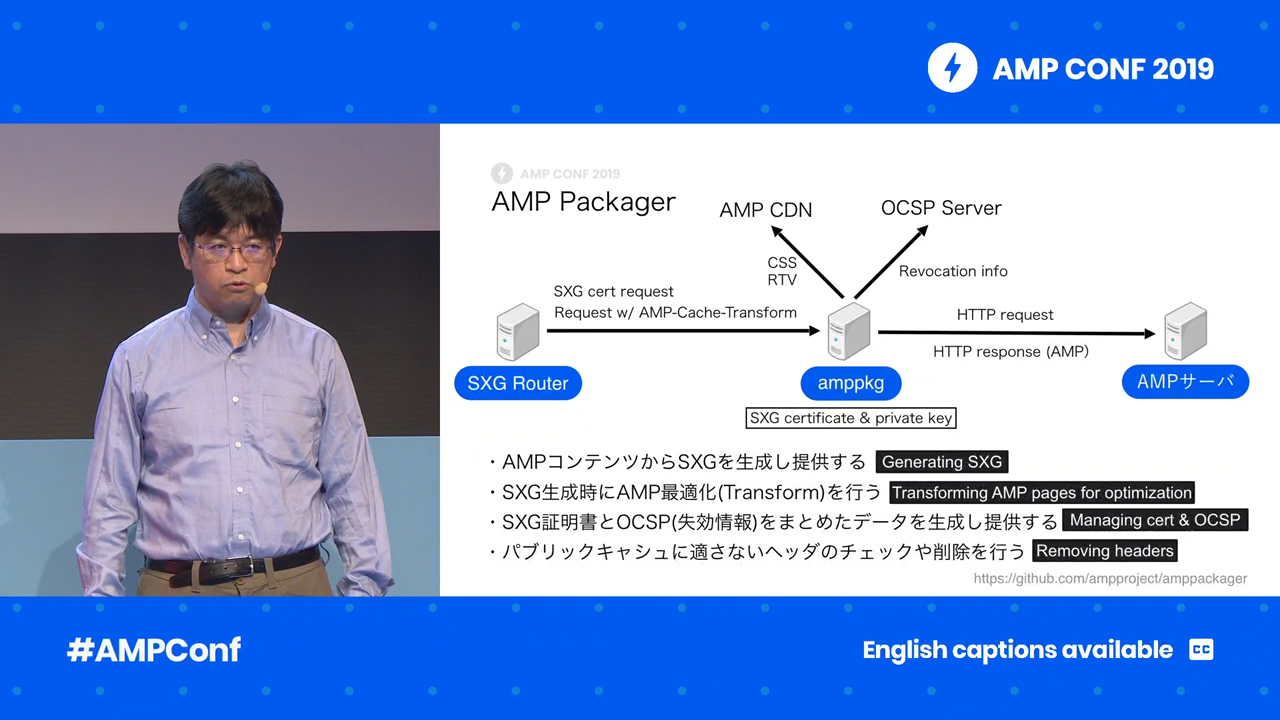 AMP CONF 2019
AMP CONF 2019
AMP Packager
AMP CDN
OCSP Server
CSS
RTV
Revocation info
SXG cert request
Request w/ AMP-Cache-Transform
HTTP request
HTTP response (AMP)
SXG Router
amppkg
AMPサーバ
SXG certificate & private key
・AMPコンテンツからSXGを生成し提供する Generating SXG
・SXG生成時にAMP最適化(Transform)を行う Transforming AMP pages for optimization
・SXG証明書とOCSP(失効情報)をまとめたデータを生成し提供する Managing cert & OCSP
・パブリックキャシュに適さないヘッダのチェックや削除を行う Removing headers
https://github.com/ampproject/amppackager
#AMPConf
English captions available
CC